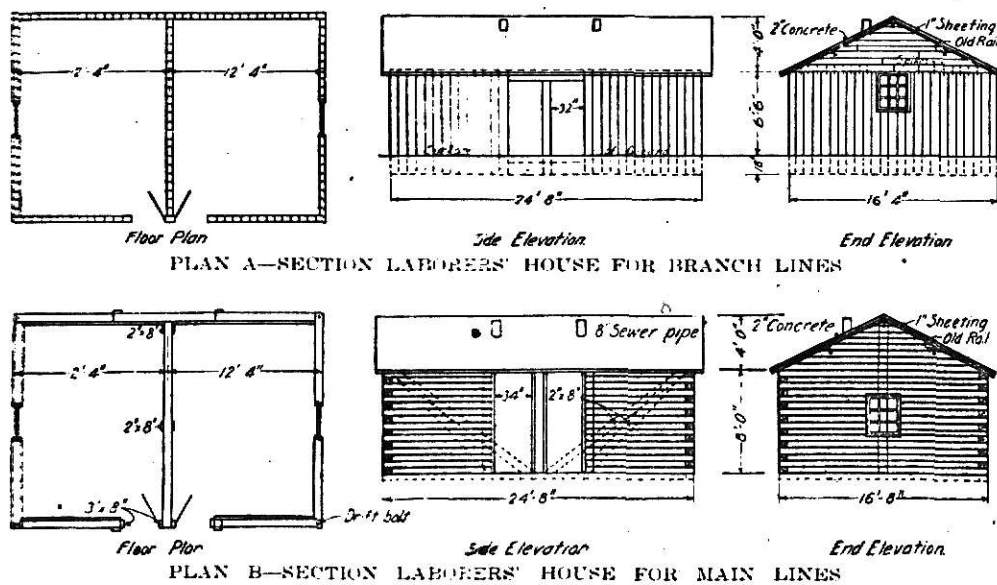 2' 4"
12' 4"
Floor Plan
32"
24' 8"
Side Elevation
2" Concrete
1" Sheeting
Old Rail
4' 0"
6' 6"
18"
16' 4"
End Elevation
PLAN A—SECTION LABORERS' HOUSE FOR BRANCH LINES
2"x8"
2' 4"
12' 4"
2"x8"
3"x8"
Drift bolt
Floor Plan
8" Sewer pipe
34"
2"x8"
24'-8"
Side Elevation
2" Concrete
1" Sheeting
Old Rail
4' 0"
8' 0"
16'-8"
End Elevation
PLAN B—SECTION LABORERS' HOUSE FOR MAIN LINES